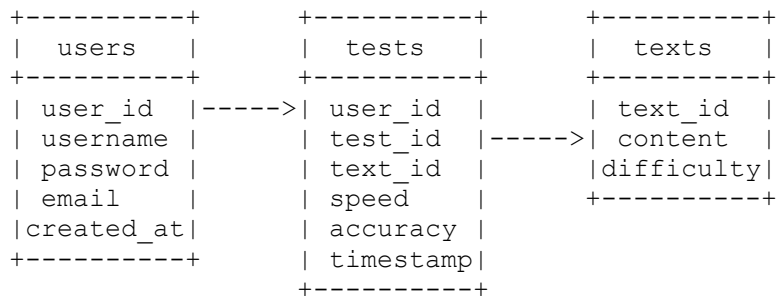 +----------+       +----------+       +----------+
|  users   |       |  tests   |       |  texts   |
+----------+       +----------+       +----------+
| user_id  |----->| user_id  |       | text_id  |
| username |       | test_id  |----->| content  |
| password |       | text_id  |       |difficulty|
| email    |       | speed    |       +----------+
|created_at|       | accuracy |
+----------+       | timestamp|
                   +----------+